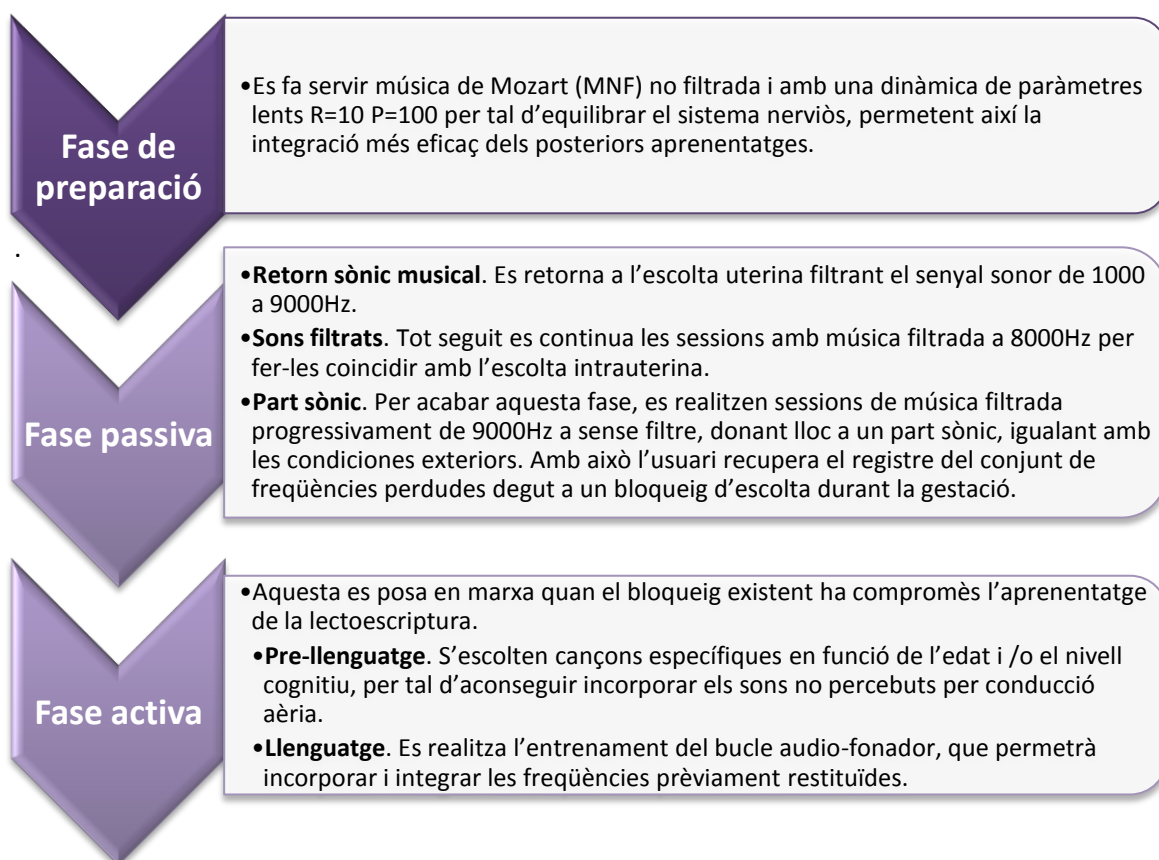 Fase de
preparació
•Es fa servir música de Mozart (MNF) no filtrada i amb una dinàmica de paràmetres
lents R=10 P=100 per tal d'equilibrar el sistema nerviòs, permetent així la
integració més eficaç dels posteriors aprenentatges.
.
Fase passiva
•Retorn sònic musical. Es retorna a l'escolta uterina filtrant el senyal sonor de 1000
a 9000Hz.
•Sons filtrats. Tot seguit es continua les sessions amb música filtrada a 8000Hz per
fer-les coincidir amb l'escolta intrauterina.
•Part sònic. Per acabar aquesta fase, es realitzen sessions de música filtrada
progressivament de 9000Hz a sense filtre, donant lloc a un part sònic, igualant amb
les condiciones exteriors. Amb això l'usuari recupera el registre del conjunt de
freqüències perdudes degut a un bloqueig d'escolta durant la gestació.
Fase activa
•Aquesta es posa en marxa quan el bloqueig existent ha compromès l'aprenentatge
de la lectoescriptura.
•Pre-llenguatge. S'escolten cançons específiques en funció de l'edat i /o el nivell
cognitiu, per tal d'aconseguir incorporar els sons no percebuts per conducció
aèria.
•Llenguatge. Es realitza l'entrenament del bucle audio-fonador, que permetrà
incorporar i integrar les freqüències prèviament restituïdes.